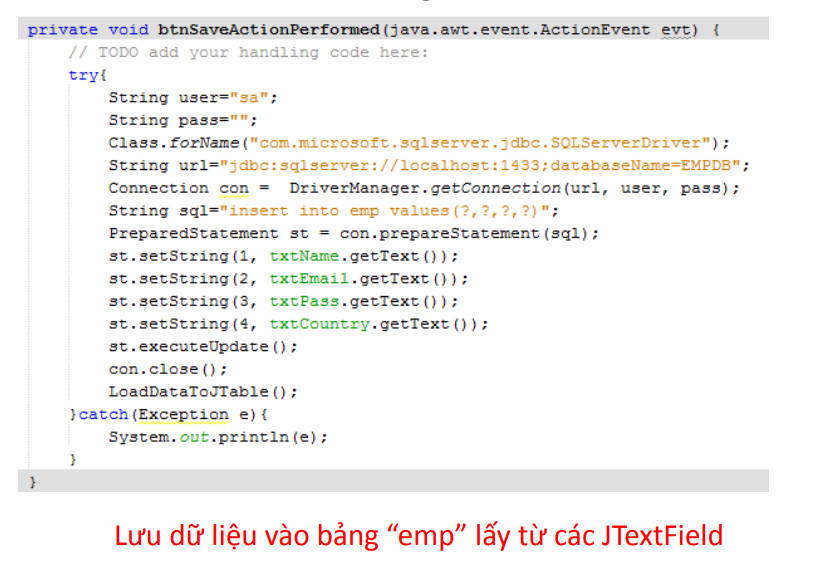 private void btnSaveActionPerformed(java.awt.event.ActionEvent evt) {
// TODO add your handling code here:
try{
String user="sa";
String pass="";
Class.forName("com.microsoft.sqlserver.jdbc.SQLServerDriver");
String url="jdbc:sqlserver://localhost:1433;databaseName=EMPDB";
Connection con =  DriverManager.getConnection(url, user, pass);
String sql="insert into emp values(?,?,?,?)";
PreparedStatement st = con.prepareStatement(sql);
st.setString(1, txtName.getText());
st.setString(2, txtEmail.getText());
st.setString(3, txtPass.getText());
st.setString(4, txtCountry.getText());
st.executeUpdate();
con.close();
LoadDataToJTable();
}catch(Exception e){
System.out.println(e);
}
}
Lưu dữ liệu vào bảng “emp” lấy từ các JTextField